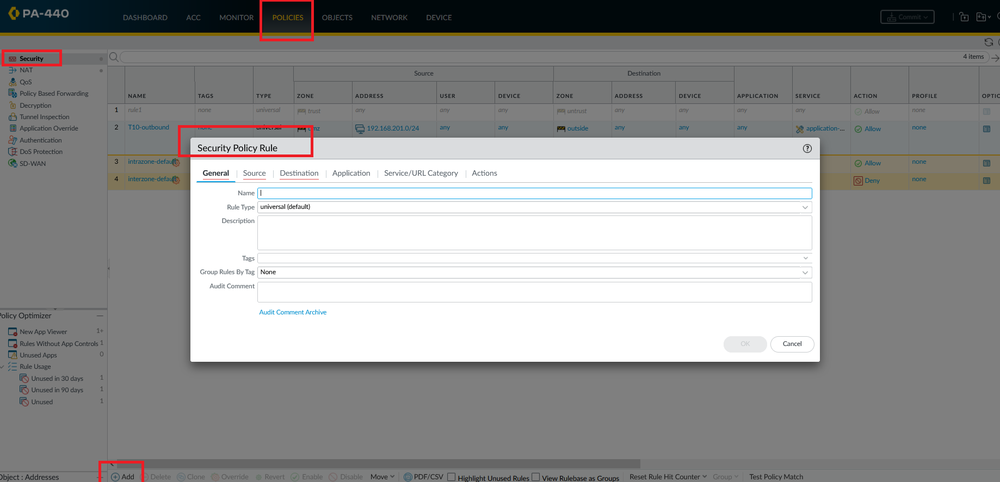 PA-440
DASHBOARD ACC MONITOR POLICIES OBJECTS NETWORK DEVICE Commit
Security
NAT
QoS
Policy Based Forwarding
Decryption
Tunnel Inspection
Application Override
Authentication
DoS Protection
SD-WAN
4 items
Source Destination
NAME TAGS TYPE ZONE ADDRESS USER DEVICE ZONE ADDRESS DEVICE APPLICATION SERVICE ACTION PROFILE OPTIO
1 rule1 none universal trust any any any untrust any any any any Allow none
2 T10-outbound none universal dmz 192.168.201.0/24 any any outside any any any application-... Allow none
3 intrazone-default Allow none
4 interzone-default Deny none
Security Policy Rule
General Source Destination Application Service/URL Category Actions
Name
Rule Type universal (default)
Description
Tags
Group Rules By Tag None
Audit Comment
Audit Comment Archive
OK Cancel
Policy Optimizer
New App Viewer 1+
Rules Without App Controls 1
Unused Apps 0
Rule Usage
Unused in 30 days 1
Unused in 90 days 1
Unused 1
Object : Addresses
Add Delete Clone Override Revert Enable Disable Move PDF/CSV Highlight Unused Rules View Rulebase as Groups Reset Rule Hit Counter Group Test Policy Match